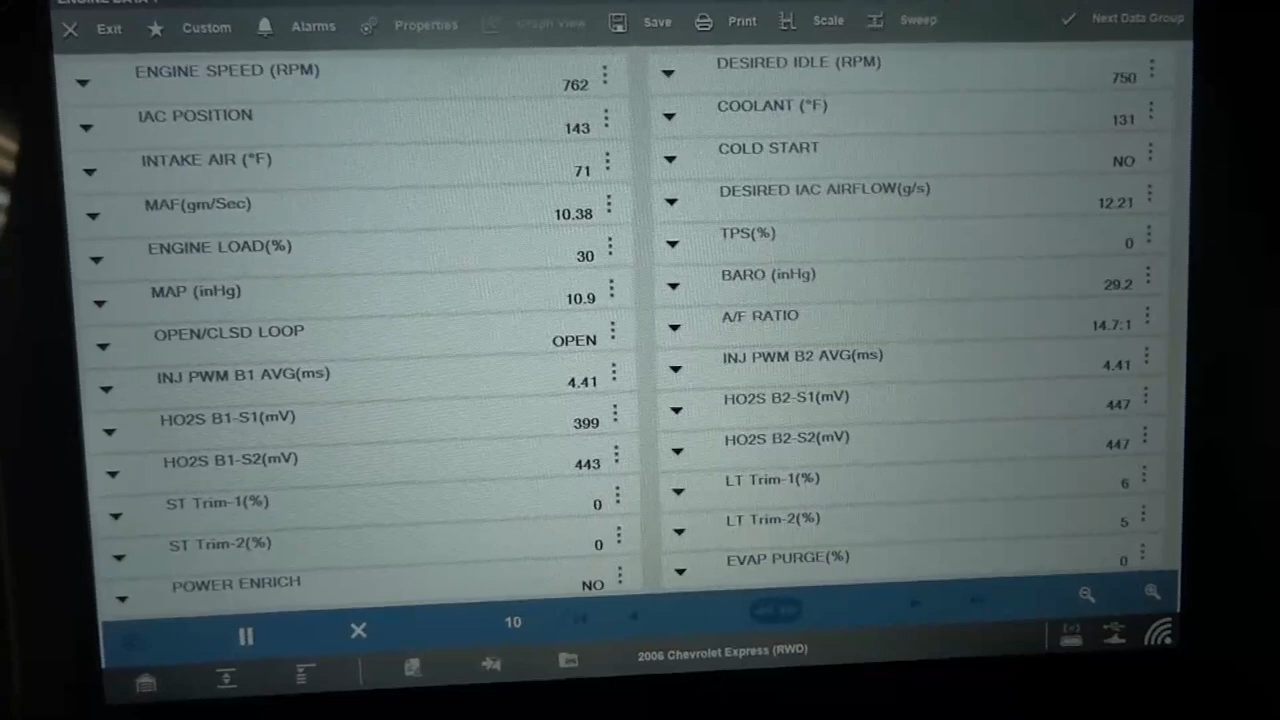 ENGINE DATA 1
Exit Custom Alarms Properties Graph View Save Print Scale Sweep Next Data Group
ENGINE SPEED (RPM) 762 DESIRED IDLE (RPM) 750
IAC POSITION 143 COOLANT (°F) 131
INTAKE AIR (°F) 71 COLD START NO
MAF(gm/Sec) 10.38 DESIRED IAC AIRFLOW(g/s) 12.21
ENGINE LOAD(%) 30 TPS(%) 0
MAP (inHg) 10.9 BARO (inHg) 29.2
OPEN/CLSD LOOP OPEN A/F RATIO 14.7:1
INJ PWM B1 AVG(ms) 4.41 INJ PWM B2 AVG(ms) 4.41
HO2S B1-S1(mV) 399 HO2S B2-S1(mV) 447
HO2S B1-S2(mV) 443 HO2S B2-S2(mV) 447
ST Trim-1(%) 0 LT Trim-1(%) 6
ST Trim-2(%) 0 LT Trim-2(%) 5
POWER ENRICH NO EVAP PURGE(%) 0
10
2006 Chevrolet Express (RWD)